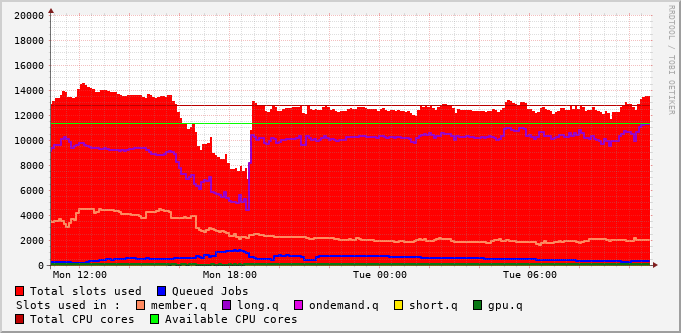 20000
18000
16000
14000
12000
10000
8000
6000
4000
2000
0
Mon 12:00 Mon 18:00 Tue 00:00 Tue 06:00
RRDTOOL / TOBI OETIKER
Total slots used Queued Jobs
Slots used in : member.q long.q ondemand.q short.q gpu.q
Total CPU cores Available CPU cores